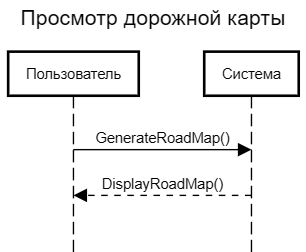 Просмотр дорожной карты
Пользователь
Система
GenerateRoadMap()
DisplayRoadMap()